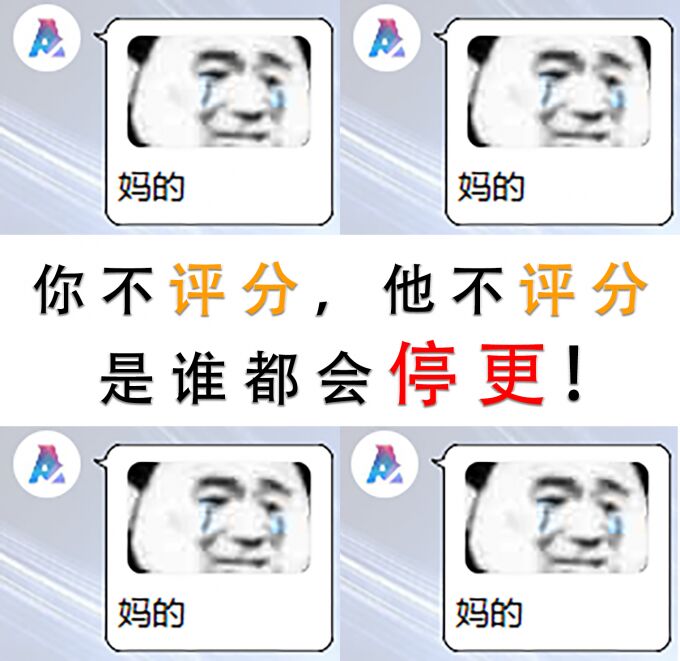 妈的 妈的
你不评分，他不评分
是谁都会停更！
妈的 妈的